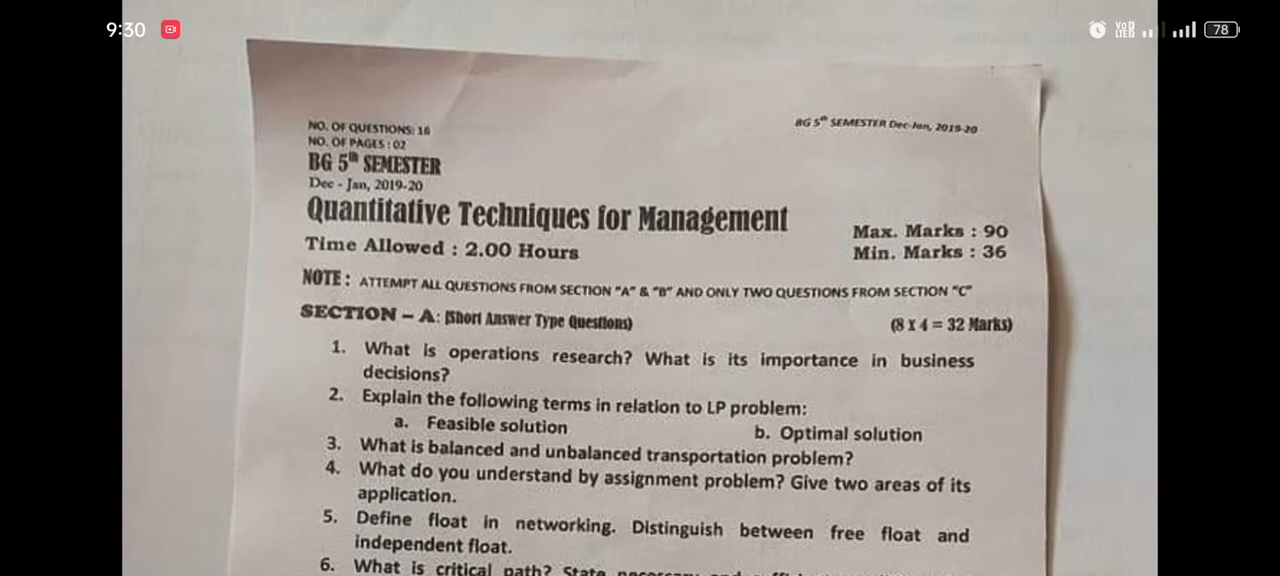 9:30
Vo LTE
78
NO. OF QUESTIONS: 16
BG 5th SEMESTER Dec-Jan, 2019-20
NO. OF PAGES : 02
BG 5th SEMESTER
Dec - Jan, 2019-20
Quantitative Techniques for Management
Max. Marks : 90
Time Allowed : 2.00 Hours
Min. Marks : 36
NOTE : ATTEMPT ALL QUESTIONS FROM SECTION "A" & "B" AND ONLY TWO QUESTIONS FROM SECTION "C"
SECTION – A: (Short Answer Type Questions) (8 x 4 = 32 Marks)
1. What is operations research? What is its importance in business
decisions?
2. Explain the following terms in relation to LP problem:
a. Feasible solution b. Optimal solution
3. What is balanced and unbalanced transportation problem?
4. What do you understand by assignment problem? Give two areas of its
application.
5. Define float in networking. Distinguish between free float and
independent float.
6. What is critical path? State